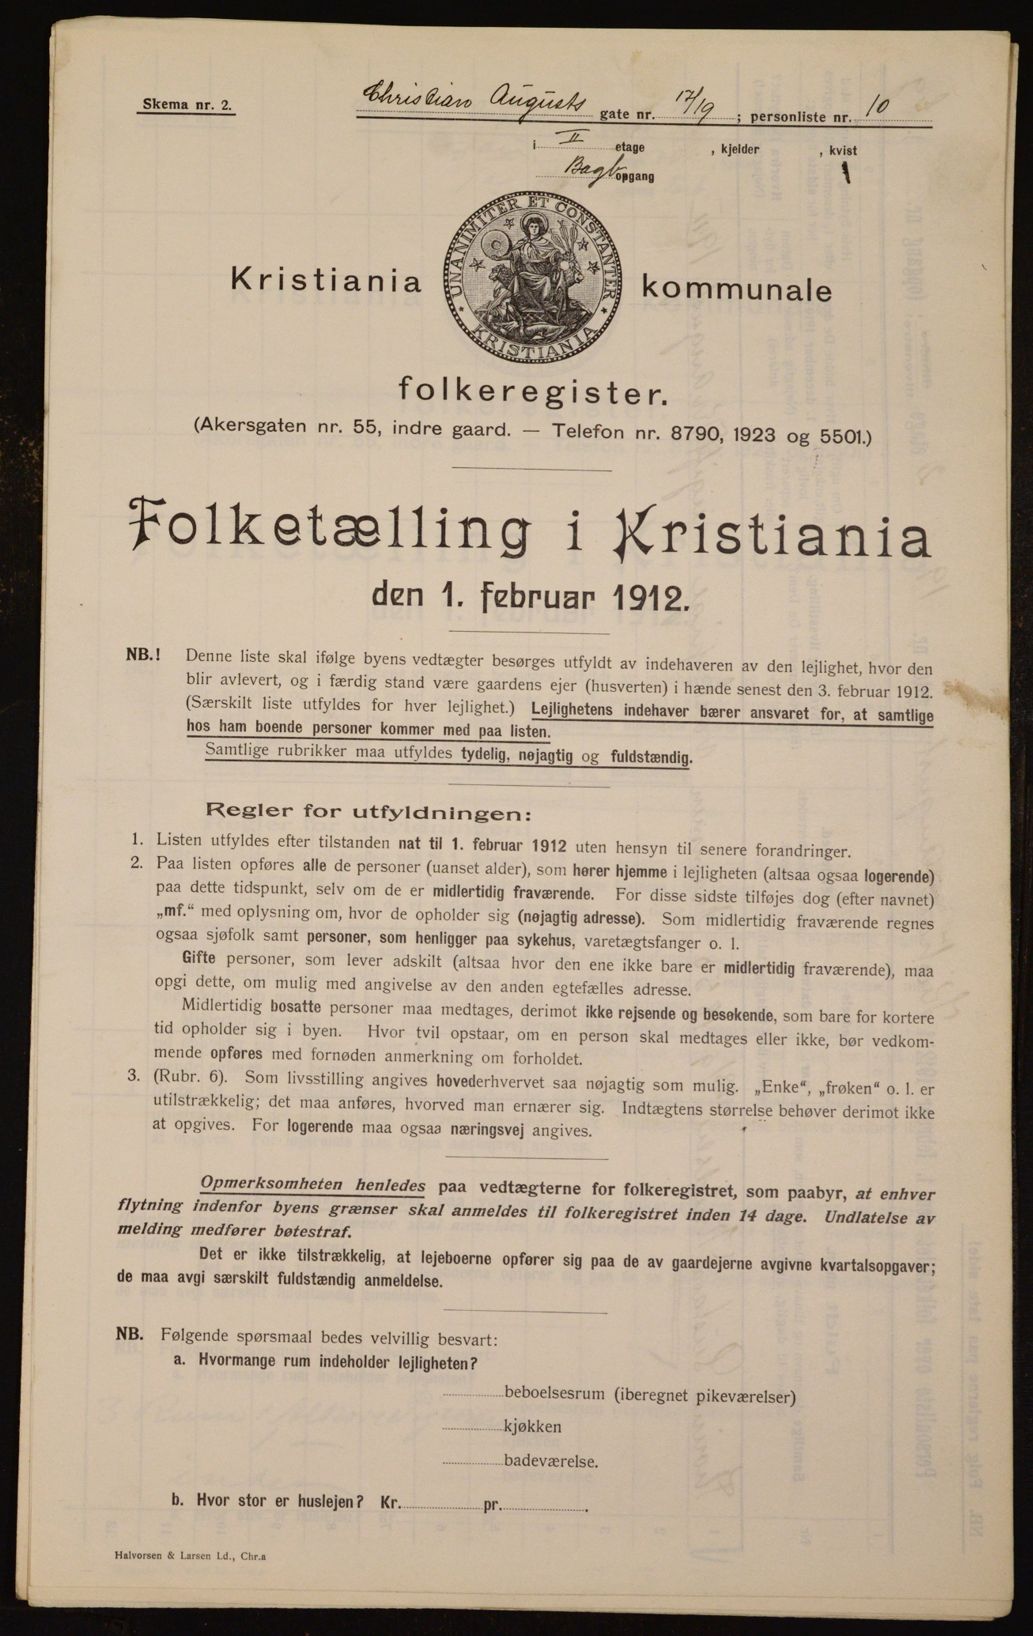 Skema nr. 2.
Christian Augusts gate nr. 17/19; personliste nr. 10
i II etage , kjelder , kvist
Bagb opgang 1
UNANIMITER ET CONSTANTER
KRISTIANIA
Kristiania kommunale
folkeregister.
(Akersgaten nr. 55, indre gaard. — Telefon nr. 8790, 1923 og 5501.)
Folketælling i Kristiania
den 1. februar 1912.
NB.! Denne liste skal ifølge byens vedtægter besørges utfyldt av indehaveren av den lejlighet, hvor den
blir avlevert, og i færdig stand være gaardens ejer (husverten) i hænde senest den 3. februar 1912.
(Særskilt liste utfyldes for hver lejlighet.) Lejlighetens indehaver bærer ansvaret for, at samtlige
hos ham boende personer kommer med paa listen.
Samtlige rubrikker maa utfyldes tydelig, nøjagtig og fuldstændig.
Regler for utfyldningen:
1. Listen utfyldes efter tilstanden nat til 1. februar 1912 uten hensyn til senere forandringer.
2. Paa listen opføres alle de personer (uanset alder), som hører hjemme i lejligheten (altsaa ogsaa logerende)
paa dette tidspunkt, selv om de er midlertidig fraværende. For disse sidste tilføjes dog (efter navnet)
„mf.“ med oplysning om, hvor de opholder sig (nøjagtig adresse). Som midlertidig fraværende regnes
ogsaa sjøfolk samt personer, som henligger paa sykehus, varetægtsfanger o. l.
Gifte personer, som lever adskilt (altsaa hvor den ene ikke bare er midlertidig fraværende), maa
opgi dette, om mulig med angivelse av den anden egtefælles adresse.
Midlertidig bosatte personer maa medtages, derimot ikke rejsende og besøkende, som bare for kortere
tid opholder sig i byen. Hvor tvil opstaar, om en person skal medtages eller ikke, bør vedkom-
mende opføres med fornøden anmerkning om forholdet.
3. (Rubr. 6). Som livsstilling angives hovederhvervet saa nøjagtig som mulig. „Enke“, „frøken“ o. l. er
utilstrækkelig; det maa anføres, hvorved man ernærer sig. Indtægtens størrelse behøver derimot ikke
at opgives. For logerende maa ogsaa næringsvej angives.
Opmerksomheten henledes paa vedtægterne for folkeregistret, som paabyr, at enhver
flytning indenfor byens grænser skal anmeldes til folkeregistret inden 14 dage. Undlatelse av
melding medfører bøtestraf.
Det er ikke tilstrækkelig, at lejeboerne opfører sig paa de av gaardejerne avgivne kvartalsopgaver;
de maa avgi særskilt fuldstændig anmeldelse.
NB. Følgende spørsmaal bedes velvillig besvart:
a. Hvormange rum indeholder lejligheten?
beboelsesrum (iberegnet pikeværelser)
kjøkken
badeværelse.
b. Hvor stor er huslejen? Kr. pr. .
Halvorsen & Larsen Ld., Chr.a